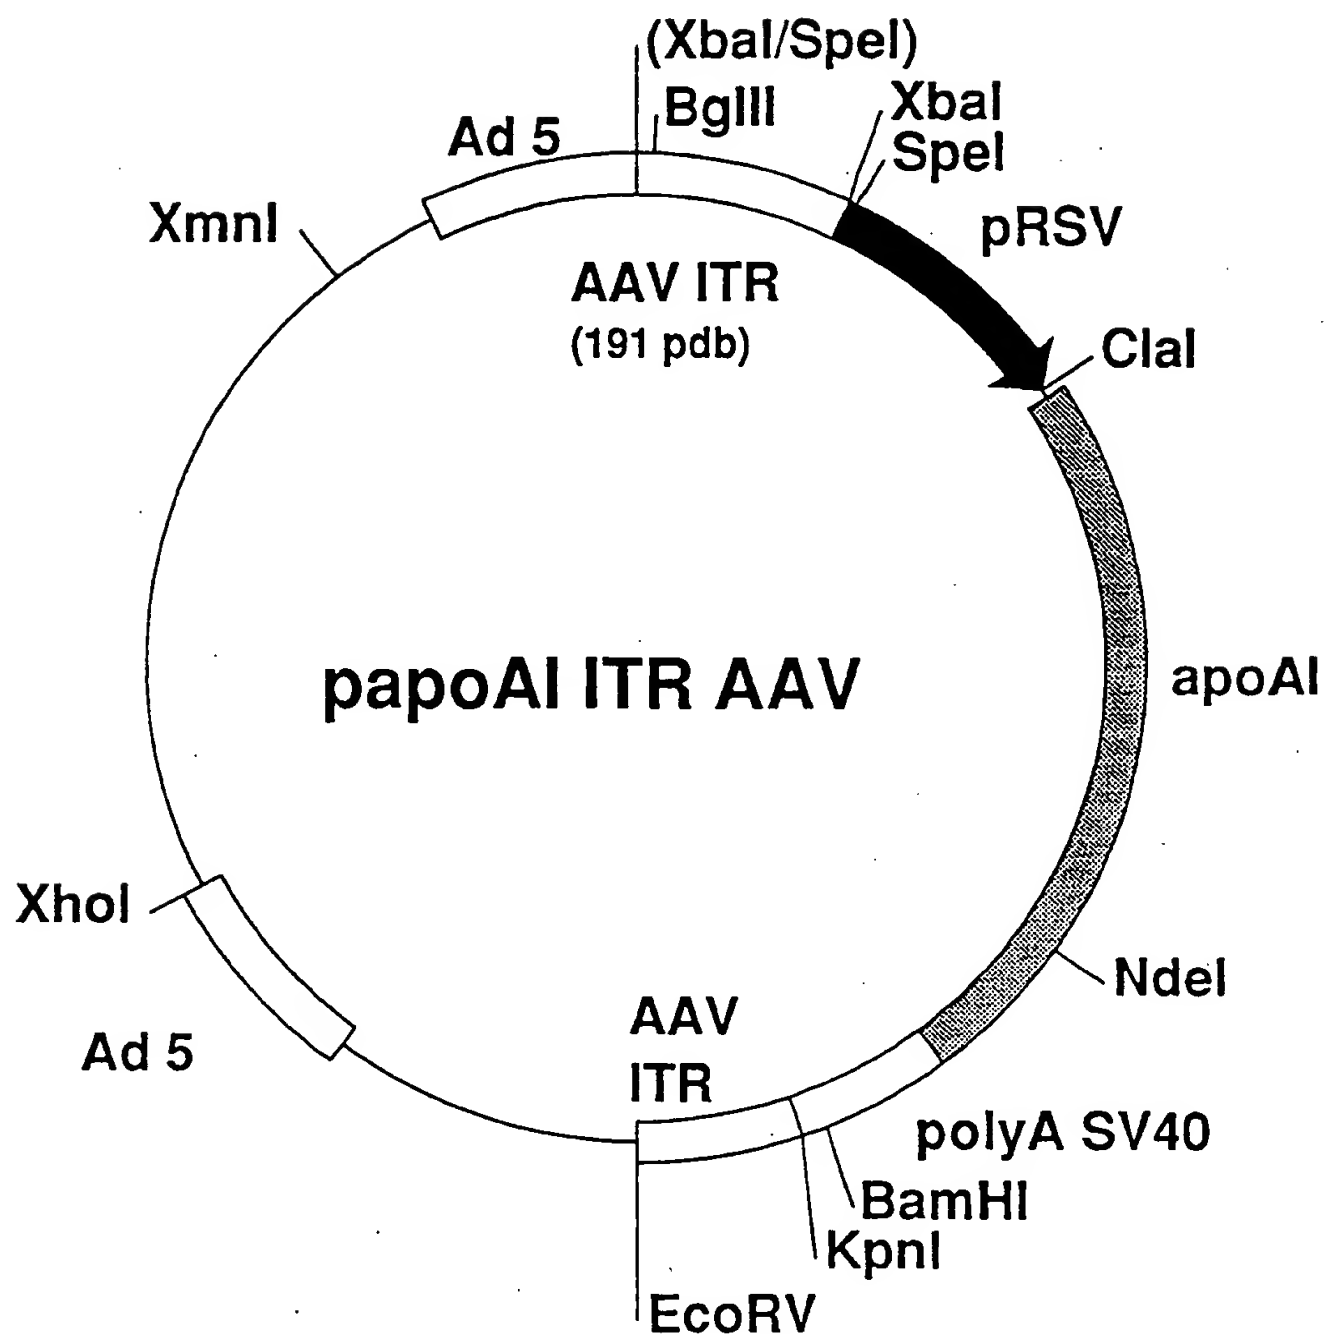 (XbaI/SpeI)
BglII
XbaI
Ad 5
SpeI
XmnI
pRSV
AAV ITR
(191 pdb)
ClaI
papoAI ITR AAV
apoAI
XhoI
NdeI
AAV
ITR
Ad 5
polyA SV40
BamHI
KpnI
EcoRV